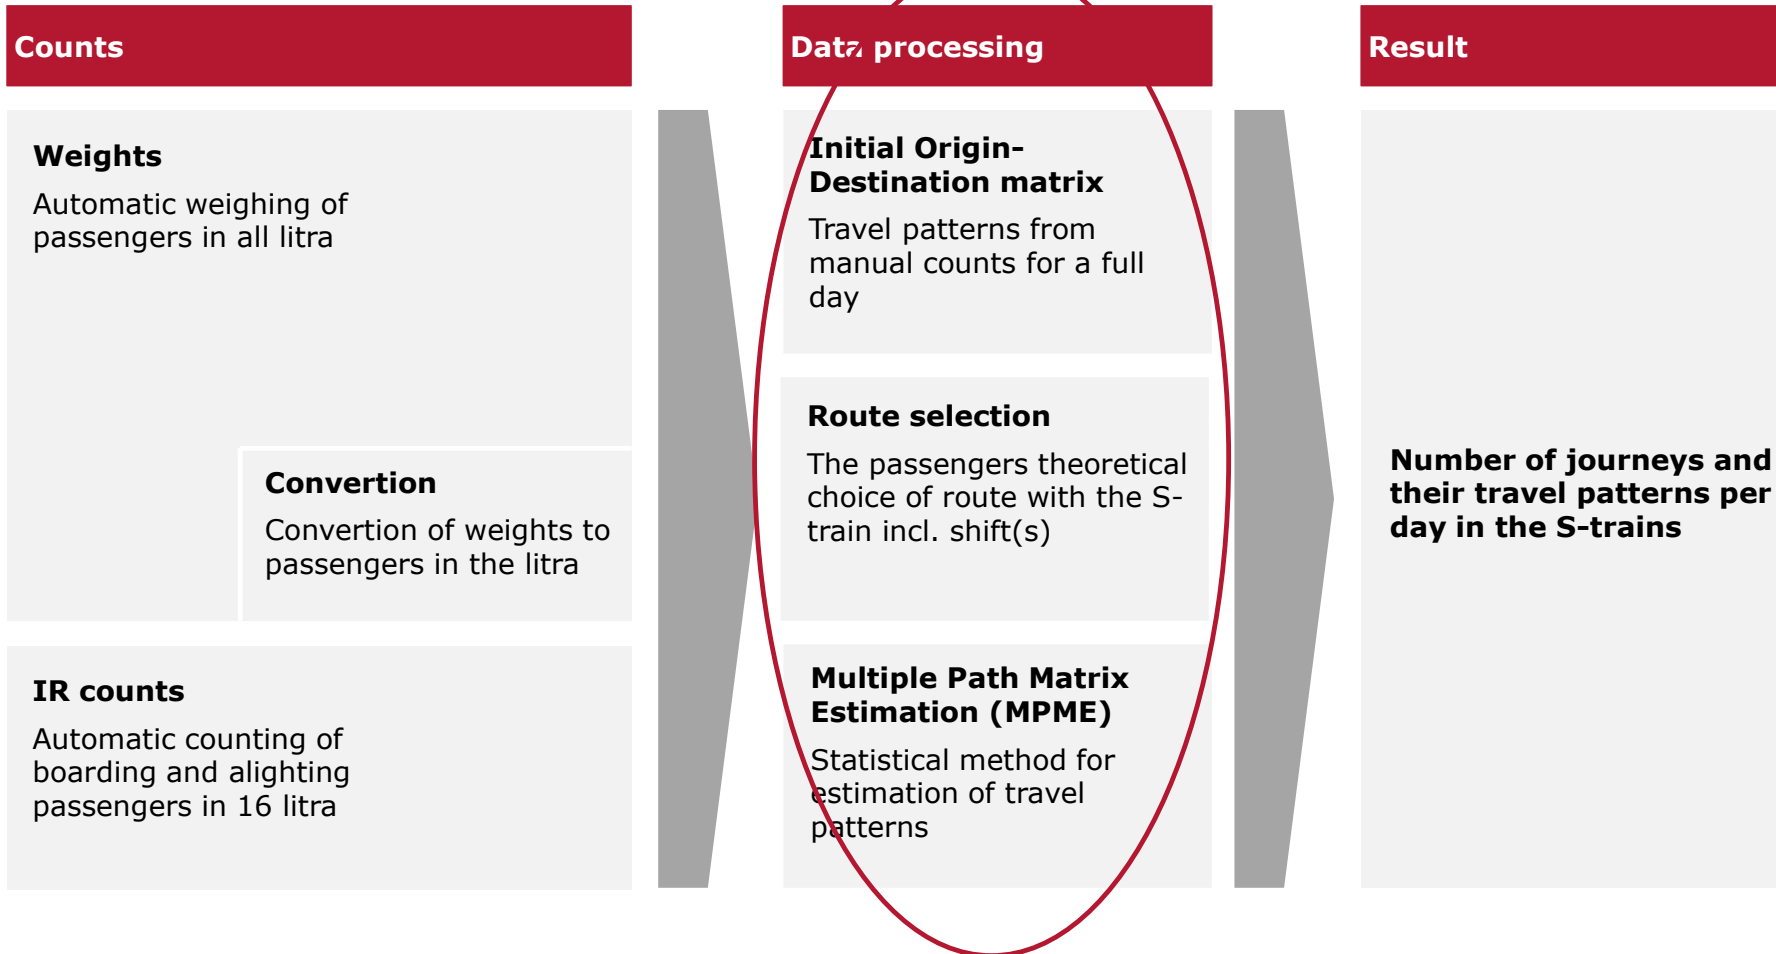 Counts
Weights
Automatic weighing of
passengers in all litra
Convertion
Convertion of weights to
passengers in the litra
IR counts
Automatic counting of
boarding and alighting
passengers in 16 litra
Data processing
Initial Origin-
Destination matrix
Travel patterns from
manual counts for a full
day
Route selection
The passengers theoretical
choice of route with the S-
train incl. shift(s)
Multiple Path Matrix
Estimation (MPME)
Statistical method for
estimation of travel
patterns
Result
Number of journeys and
their travel patterns per
day in the S-trains